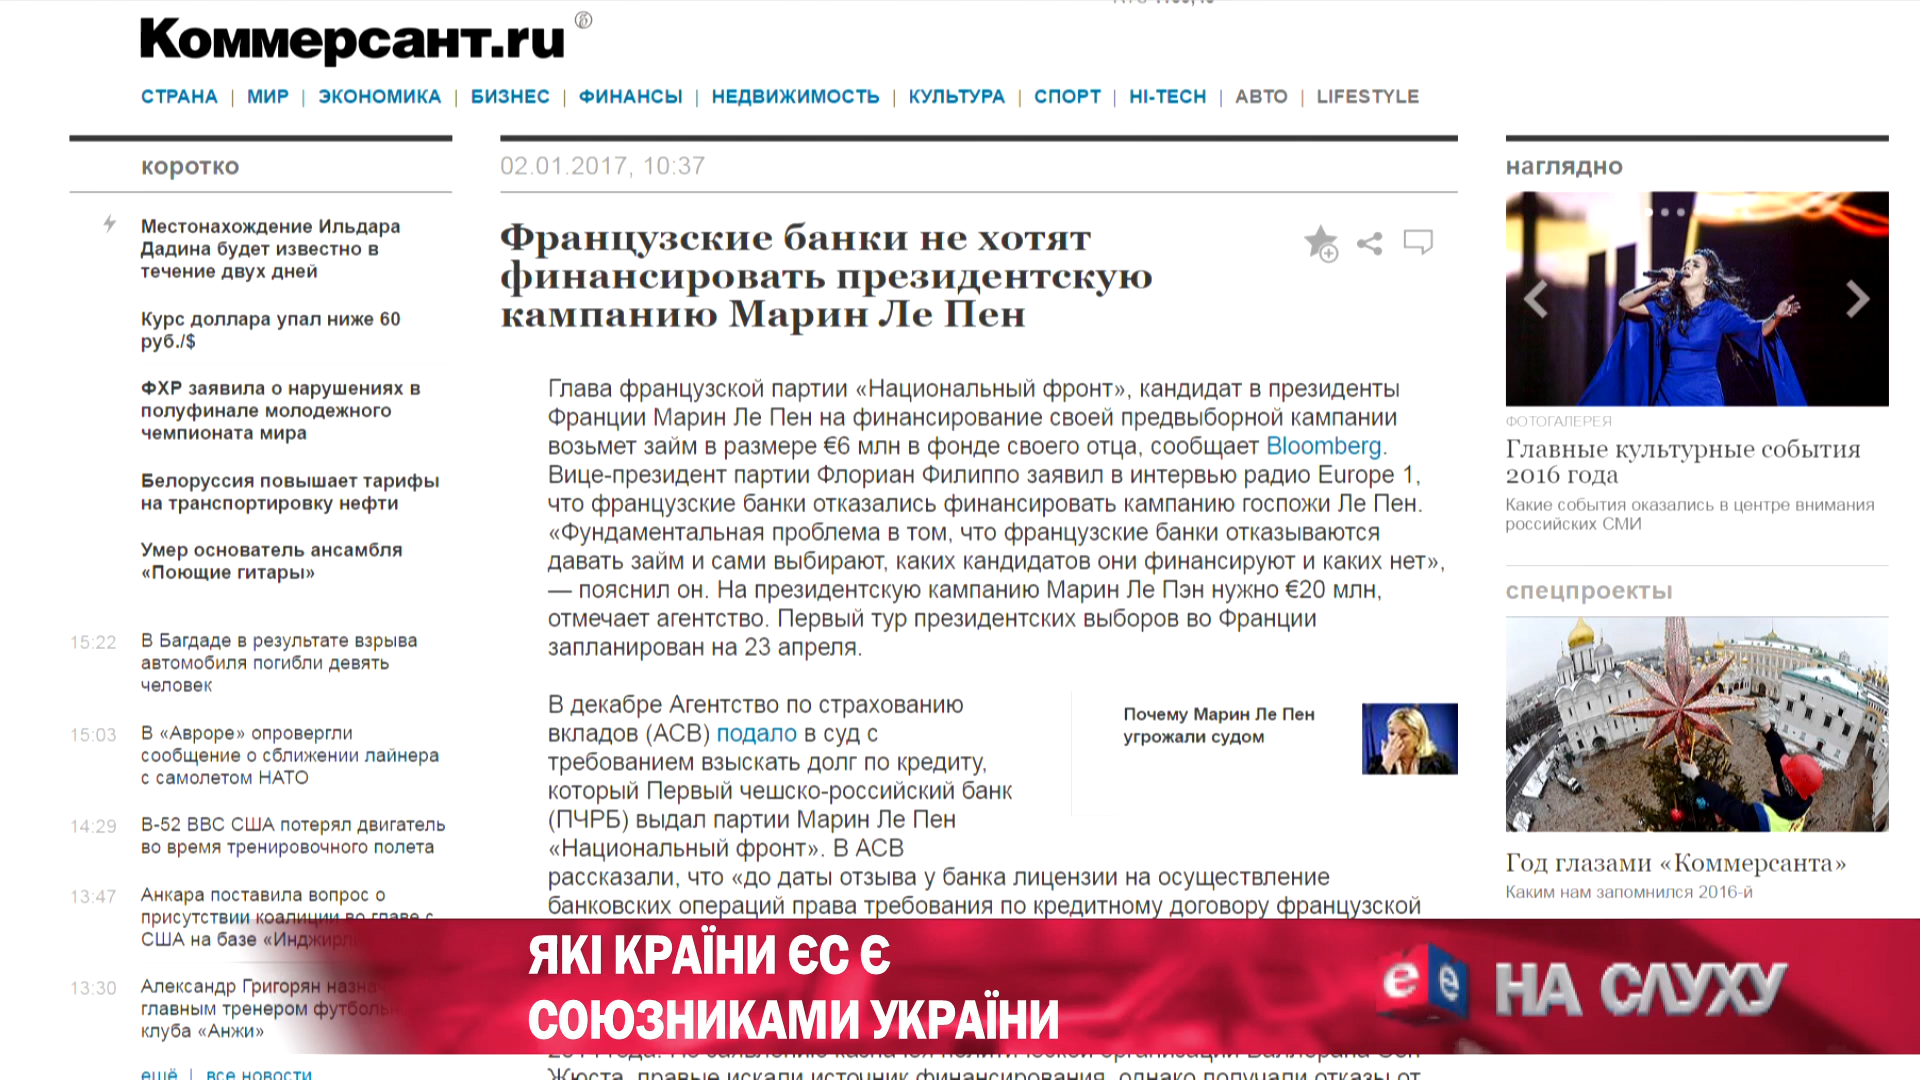 Коммерсант.ru
СТРАНА | МИР | ЭКОНОМИКА | БИЗНЕС | ФИНАНСЫ | НЕДВИЖИМОСТЬ | КУЛЬТУРА | СПОРТ | HI-TECH | АВТО | LIFESTYLE
коротко
Местонахождение Ильдара
Дадина будет известно в
течение двух дней
Курс доллара упал ниже 60
руб./$
ФХР заявила о нарушениях в
полуфинале молодежного
чемпионата мира
Белоруссия повышает тарифы
на транспортировку нефти
Умер основатель ансамбля
«Поющие гитары»
15:22 В Багдаде в результате взрыва
автомобиля погибли девять
человек
15:03 В «Авроре» опровергли
сообщение о сближении лайнера
с самолетом НАТО
14:29 B-52 ВВС США потерял двигатель
во время тренировочного полета
13:47 Анкара поставила вопрос о
присутствии коалиции во главе с
США на базе
13:30 Александр Григорян
главным тренером
клуба «Анжи»
ещё | все новости
02.01.2017, 10:37
Французские банки не хотят
финансировать президентскую
кампанию Марин Ле Пен
Глава французской партии «Национальный фронт», кандидат в президенты
Франции Марин Ле Пен на финансирование своей предвыборной кампании
возьмет займ в размере €6 млн в фонде своего отца, сообщает Bloomberg.
Вице-президент партии Флориан Филиппо заявил в интервью радио Europe 1,
что французские банки отказались финансировать кампанию госпожи Ле Пен.
«Фундаментальная проблема в том, что французские банки отказываются
давать займ и сами выбирают, каких кандидатов они финансируют и каких нет»,
— пояснил он. На президентскую кампанию Марин Ле Пэн нужно €20 млн,
отмечает агентство. Первый тур президентских выборов во Франции
запланирован на 23 апреля.
В декабре Агентство по страхованию
вкладов (АСВ) подало в суд с
требованием взыскать долг по кредиту,
который Первый чешско-российский банк
(ПЧРБ) выдал партии Марин Ле Пен
«Национальный фронт». В АСВ
рассказали, что «до даты отзыва у банка лицензии на осуществление
банковских операций права требования по кредитному договору французской
Жюста, правые искали источник финансирования, однако получали отказы от
Почему Марин Ле Пен
угрожали судом
наглядно
ФОТОГАЛЕРЕЯ
Главные культурные события
2016 года
Какие события оказались в центре внимания
российских СМИ
спецпроекты
Год глазами «Коммерсанта»
Каким нам запомнился 2016-й
ЯКІ КРАЇНИ ЄС Є
СОЮЗНИКАМИ УКРАЇНИ
е е НА СЛУХУ